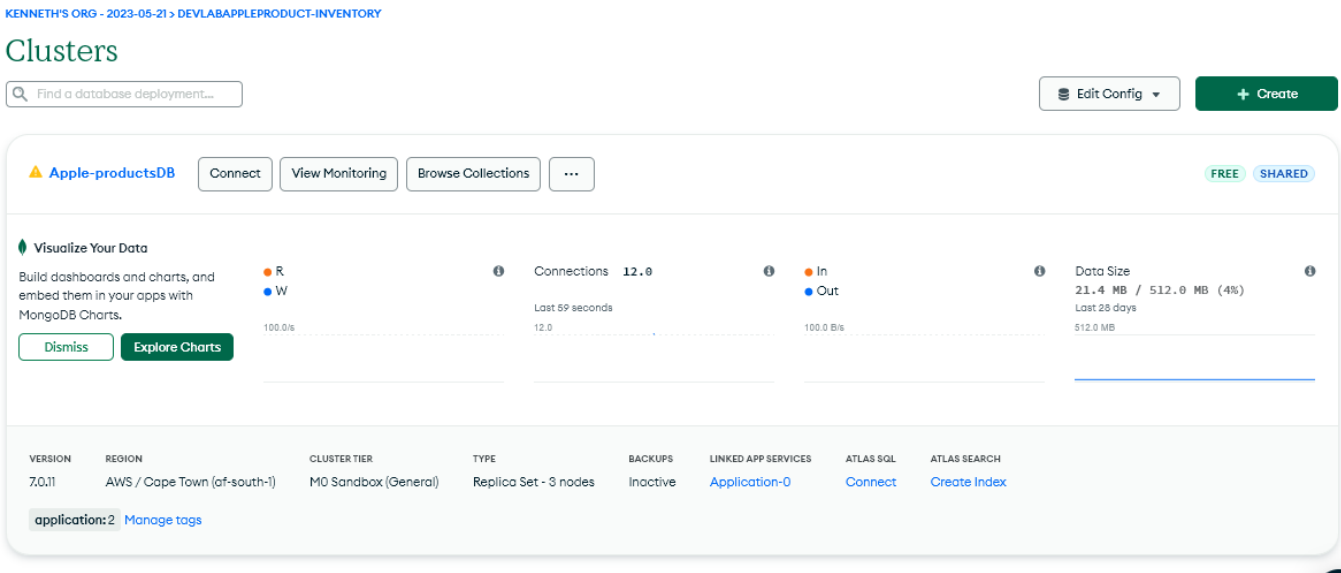 KENNETH'S ORG - 2023-05-21 > DEVLABAPPLEPRODUCT-INVENTORY
Clusters
Find a database deployment...
Edit Config
+ Create
Apple-productsDB
Connect
View Monitoring
Browse Collections
...
FREE
SHARED
Visualize Your Data
Build dashboards and charts, and
embed them in your apps with
MongoDB Charts.
Dismiss
Explore Charts
R
W
100.0/s
Connections 12.0
Last 59 seconds
12.0
In
Out
100.0 B/s
Data Size
21.4 MB / 512.0 MB (4%)
Last 28 days
512.0 MB
VERSION
7.0.11
REGION
AWS / Cape Town (af-south-1)
CLUSTER TIER
M0 Sandbox (General)
TYPE
Replica Set - 3 nodes
BACKUPS
Inactive
LINKED APP SERVICES
Application-0
ATLAS SQL
Connect
ATLAS SEARCH
Create Index
application: 2 Manage tags